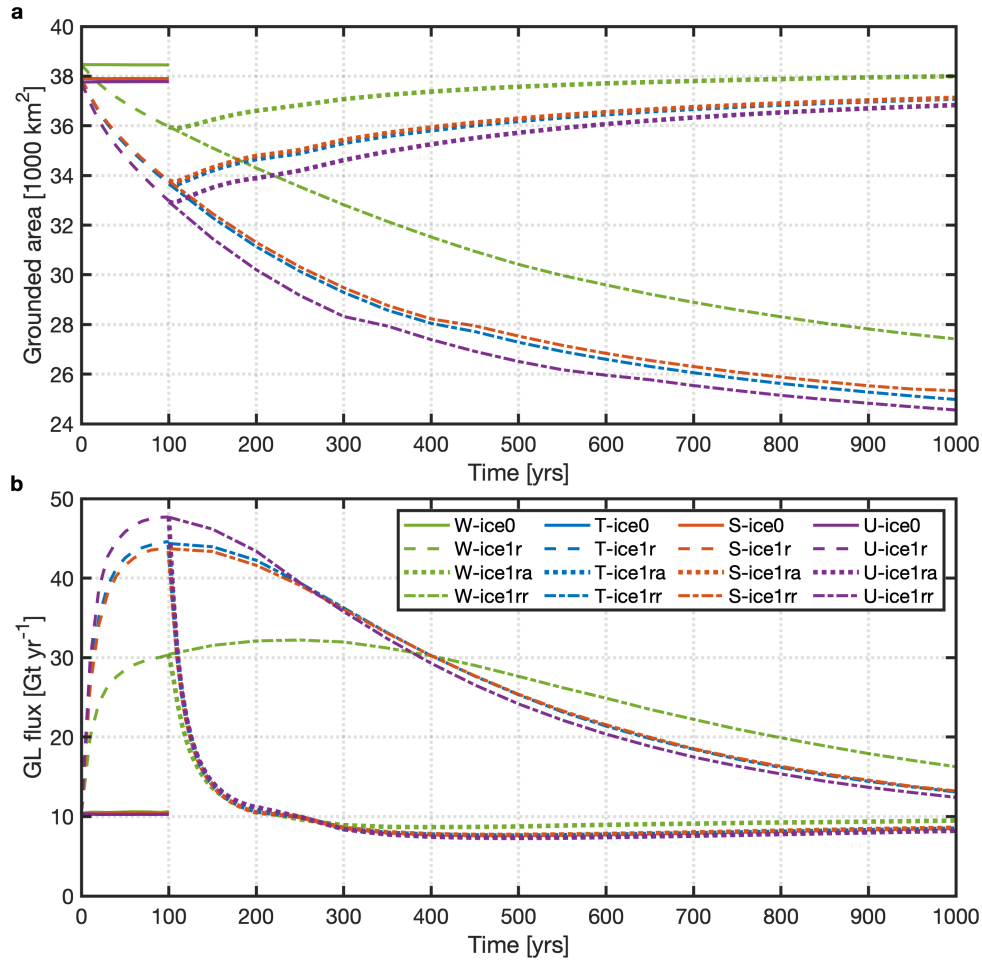 a
40
38
36
34
32
30
28
26
24
Grounded area [1000 km²]
0 100 200 300 400 500 600 700 800 900 1000
Time [yrs]
b
50
40
30
20
10
0
GL flux [Gt yr⁻¹]
W-ice0 T-ice0 S-ice0 U-ice0
W-ice1r T-ice1r S-ice1r U-ice1r
W-ice1ra T-ice1ra S-ice1ra U-ice1ra
W-ice1rr T-ice1rr S-ice1rr U-ice1rr
0 100 200 300 400 500 600 700 800 900 1000
Time [yrs]